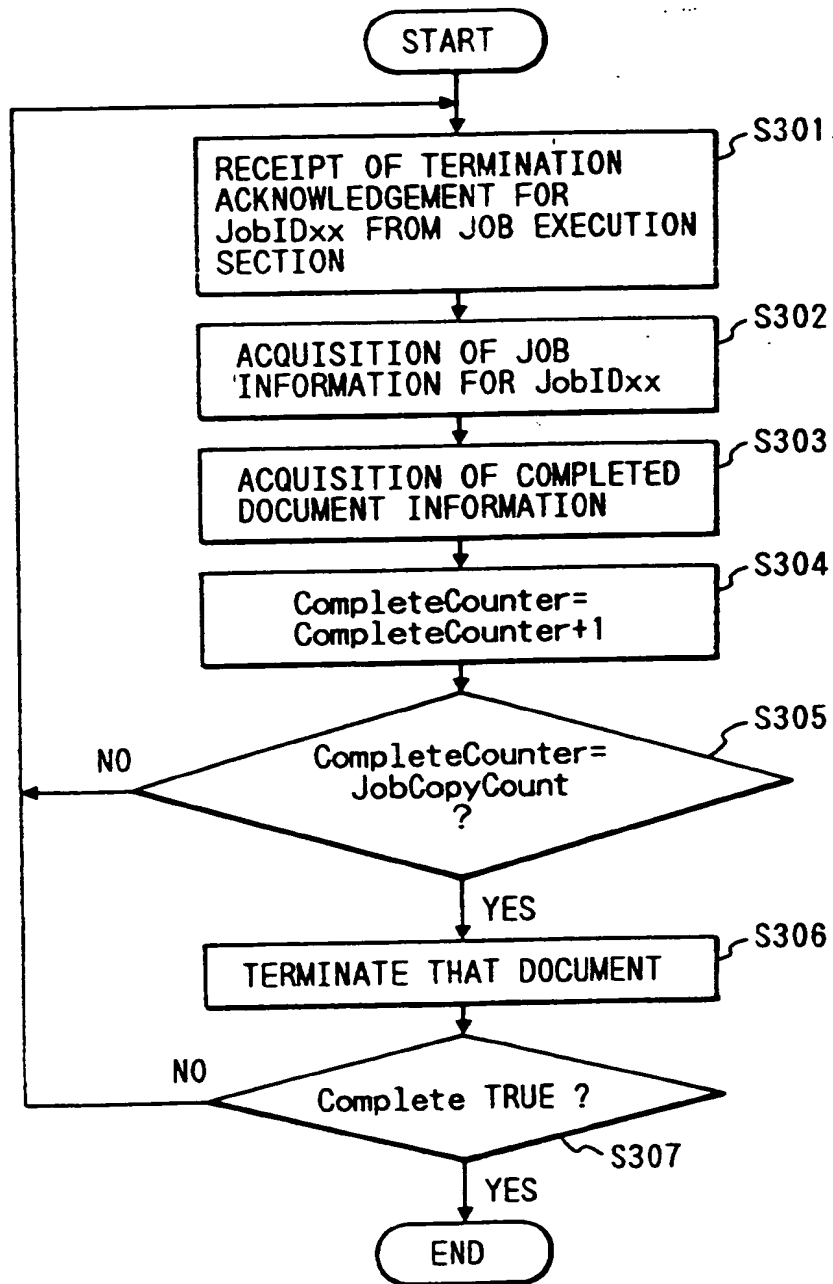 START
S301
RECEIPT OF TERMINATION
ACKNOWLEDGEMENT FOR
JobIDxx FROM JOB EXECUTION
SECTION
S302
ACQUISITION OF JOB
INFORMATION FOR JobIDxx
S303
ACQUISITION OF COMPLETED
DOCUMENT INFORMATION
S304
CompleteCounter=
CompleteCounter+1
S305
NO
CompleteCounter=
JobCopyCount
?
YES
S306
TERMINATE THAT DOCUMENT
NO
Complete TRUE ?
S307
YES
END